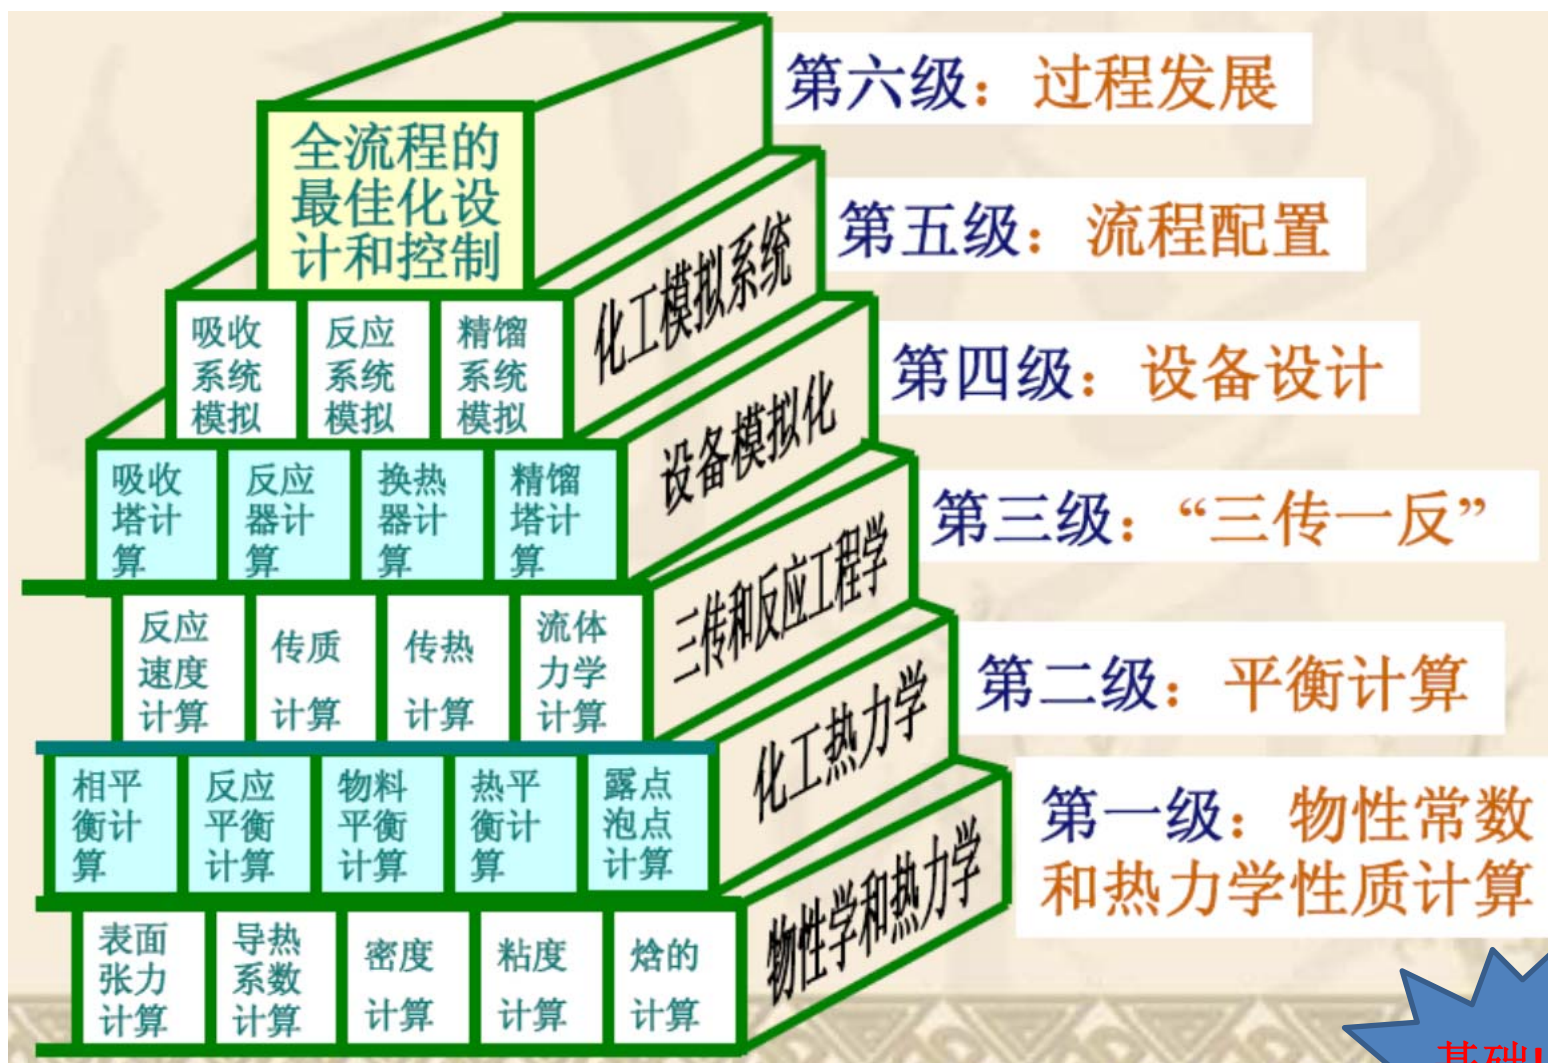 第六级：过程发展
全流程的
最佳化设
计和控制
第五级：流程配置
化工模拟系统
吸收
系统
模拟
反应
系统
模拟
精馏
系统
模拟
第四级：设备设计
设备模拟化
吸收
塔计
算
反应
器计
算
换热
器计
算
精馏
塔计
算
第三级：“三传一反”
三传和反应工程学
反应
速度
计算
传质
计算
传热
计算
流体
力学
计算
第二级：平衡计算
化工热力学
相平
衡计
算
反应
平衡
计算
物料
平衡
计算
热平
衡计
算
露点
泡点
计算
第一级：物性常数
和热力学性质计算
物性学和热力学
表面
张力
计算
导热
系数
计算
密度
计算
粘度
计算
焓的
计算
基础!